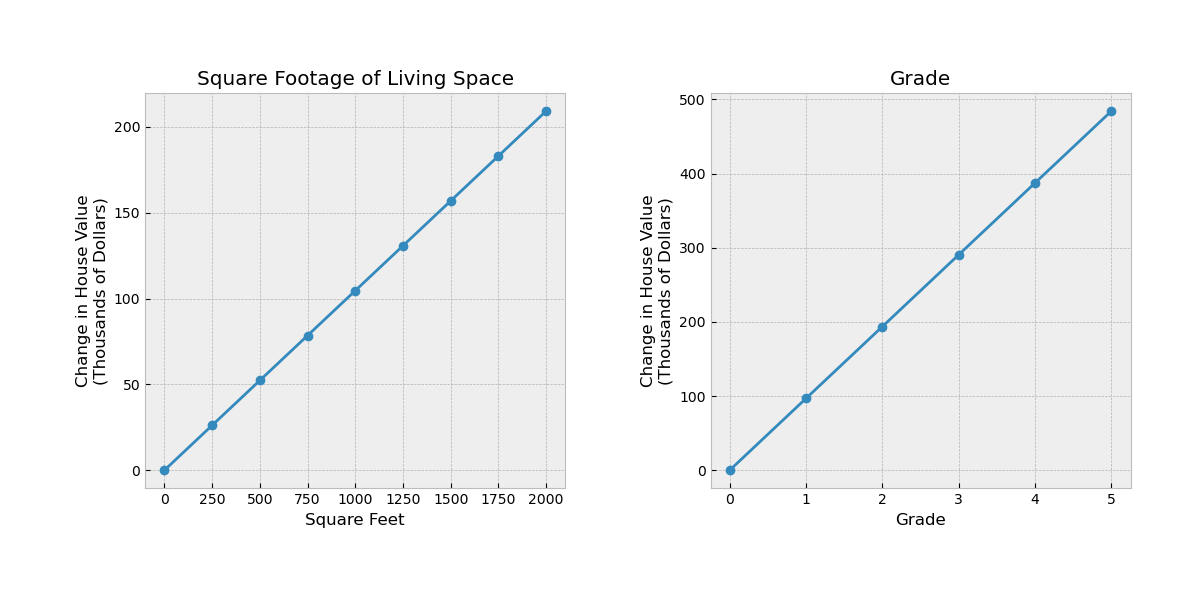 Square Footage of Living Space
Change in House Value
(Thousands of Dollars)
200
150
100
50
0
0 250 500 750 1000 1250 1500 1750 2000
Square Feet
Grade
Change in House Value
(Thousands of Dollars)
500
400
300
200
100
0
0 1 2 3 4 5
Grade